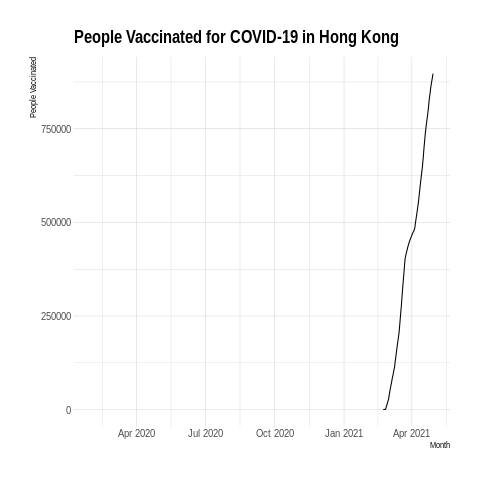 People Vaccinated for COVID-19 in Hong Kong
People Vaccinated
750000
500000
250000
0
Apr 2020 Jul 2020 Oct 2020 Jan 2021 Apr 2021
Month